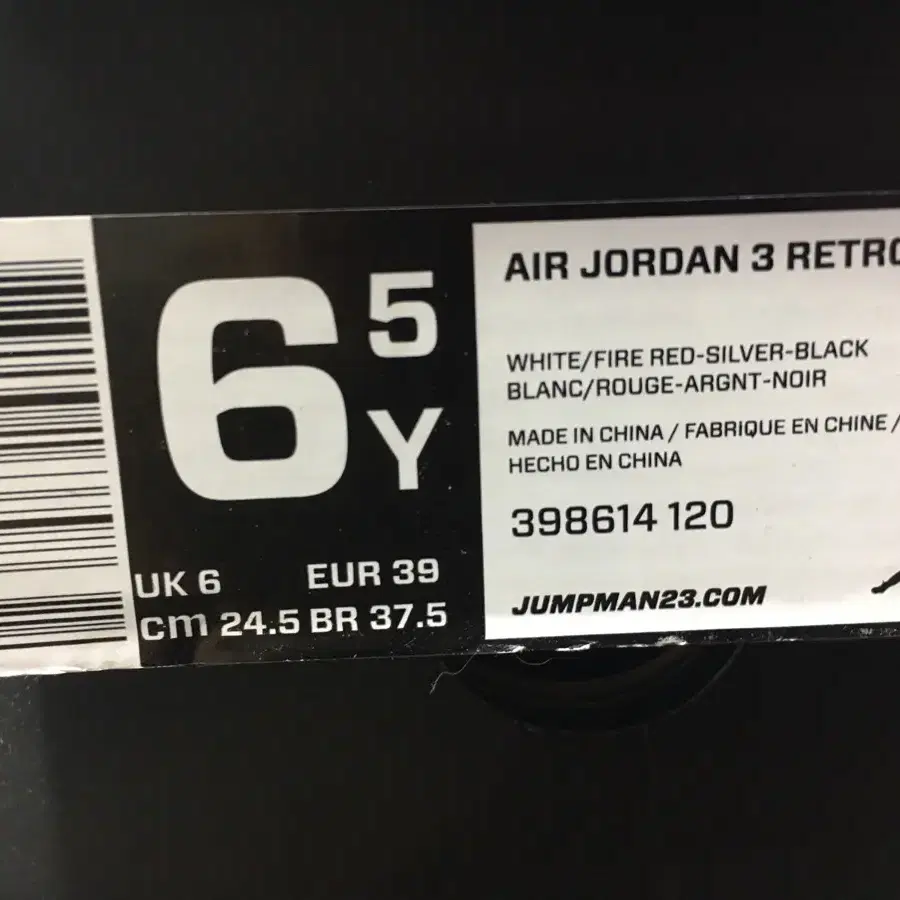 6 5
Y
UK 6 EUR 39
cm 24.5 BR 37.5
AIR JORDAN 3 RETRO
WHITE/FIRE RED-SILVER-BLACK
BLANC/ROUGE-ARGNT-NOIR
MADE IN CHINA / FABRIQUE EN CHINE /
HECHO EN CHINA
398614 120
JUMPMAN23.COM